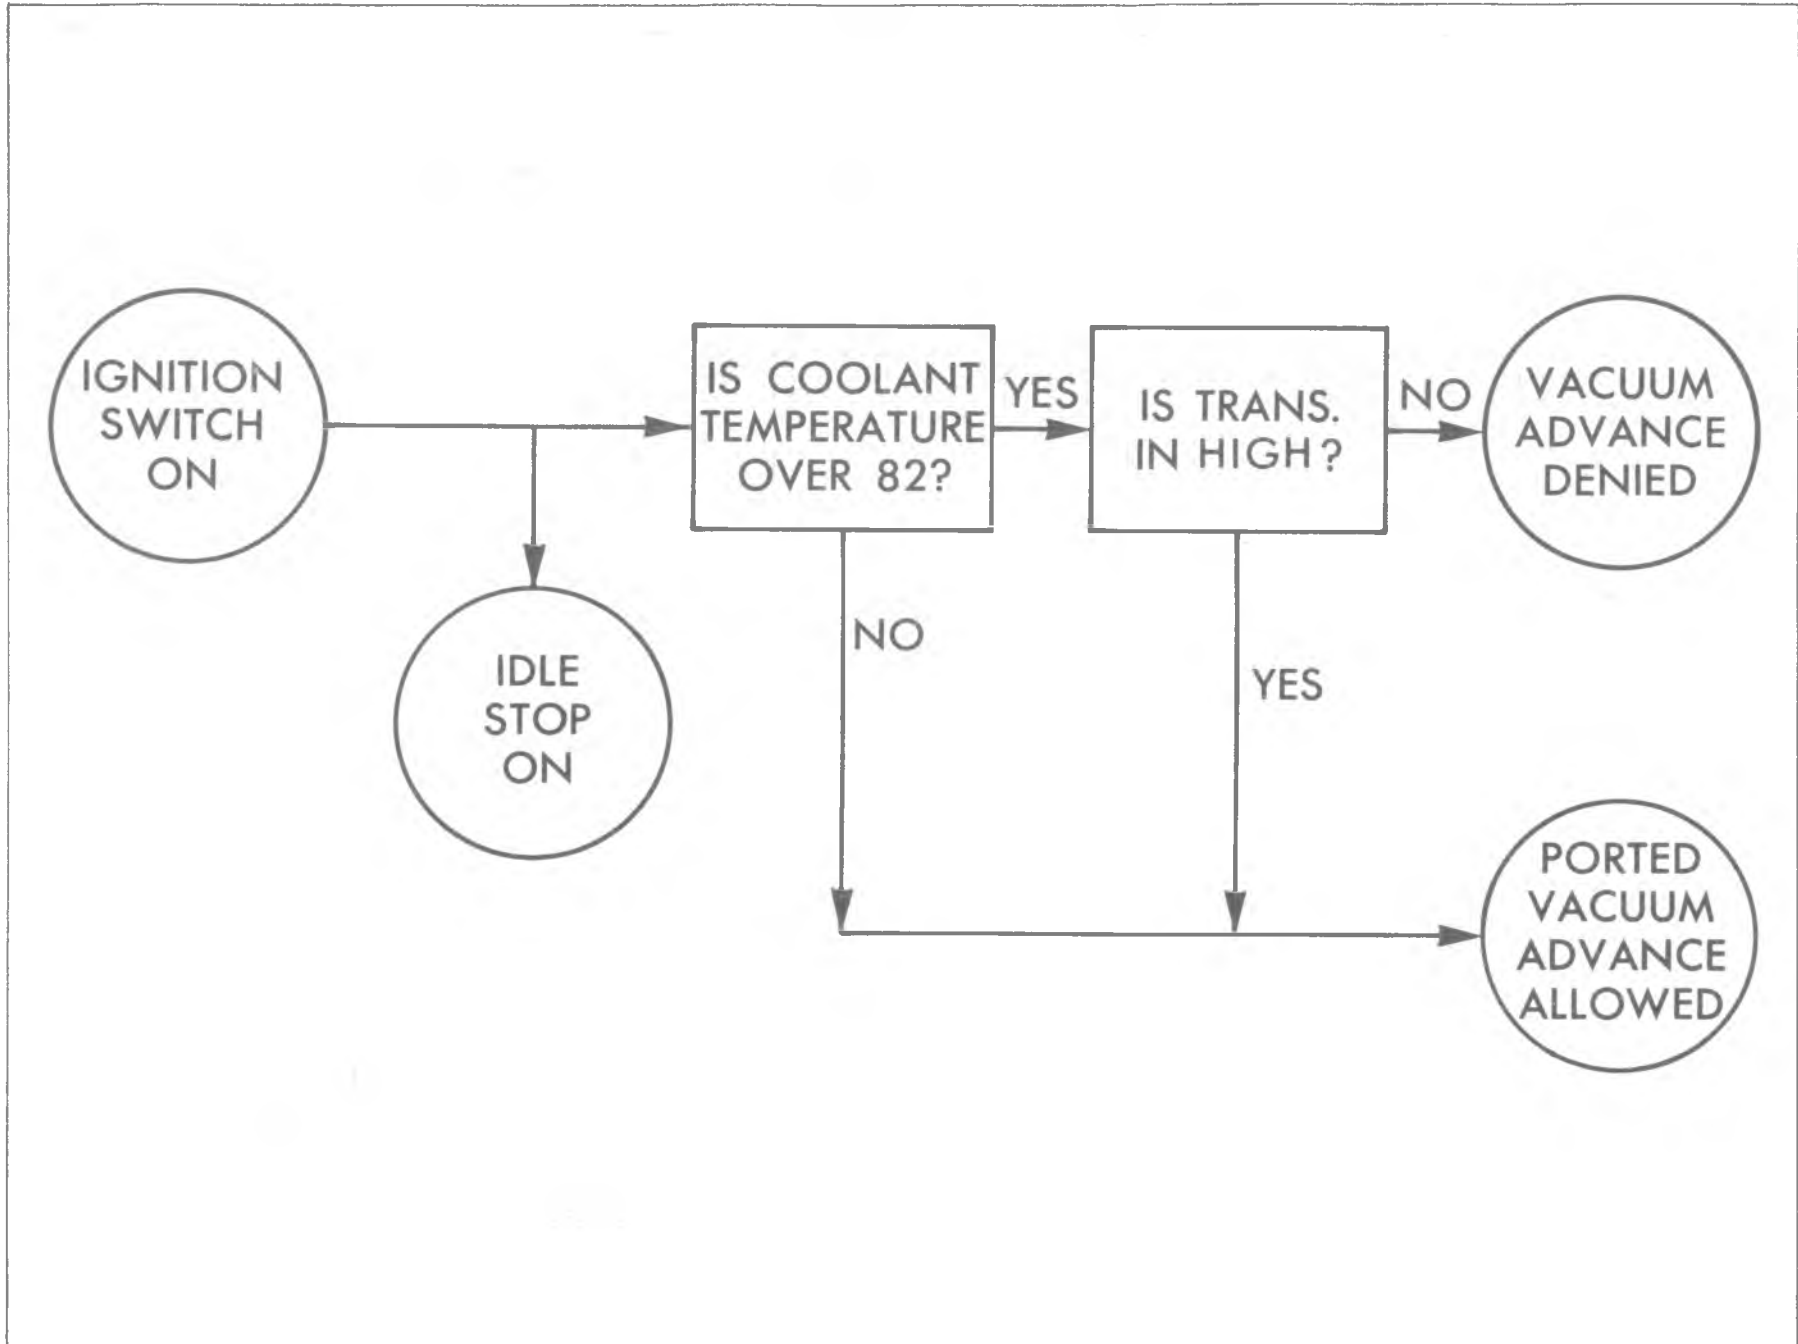 IGNITION
SWITCH
ON
IDLE
STOP
ON
IS COOLANT
TEMPERATURE
OVER 82?
YES
NO
IS TRANS.
IN HIGH?
NO
YES
VACUUM
ADVANCE
DENIED
PORTED
VACUUM
ADVANCE
ALLOWED